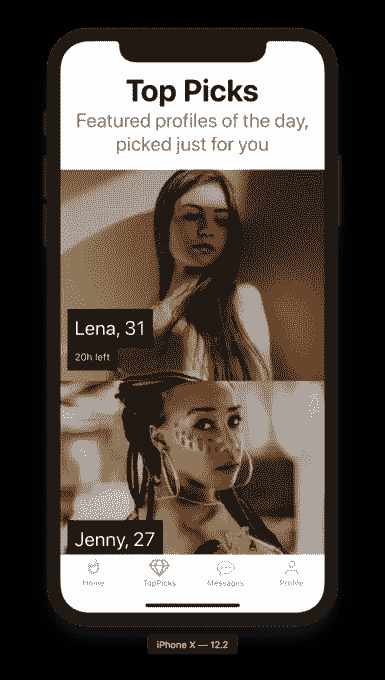 Top Picks
Featured profiles of the day,
picked just for you
Lena, 31
20h left
Jenny, 27
Home
TopPicks
Messages
Profile
iPhone X — 12.2